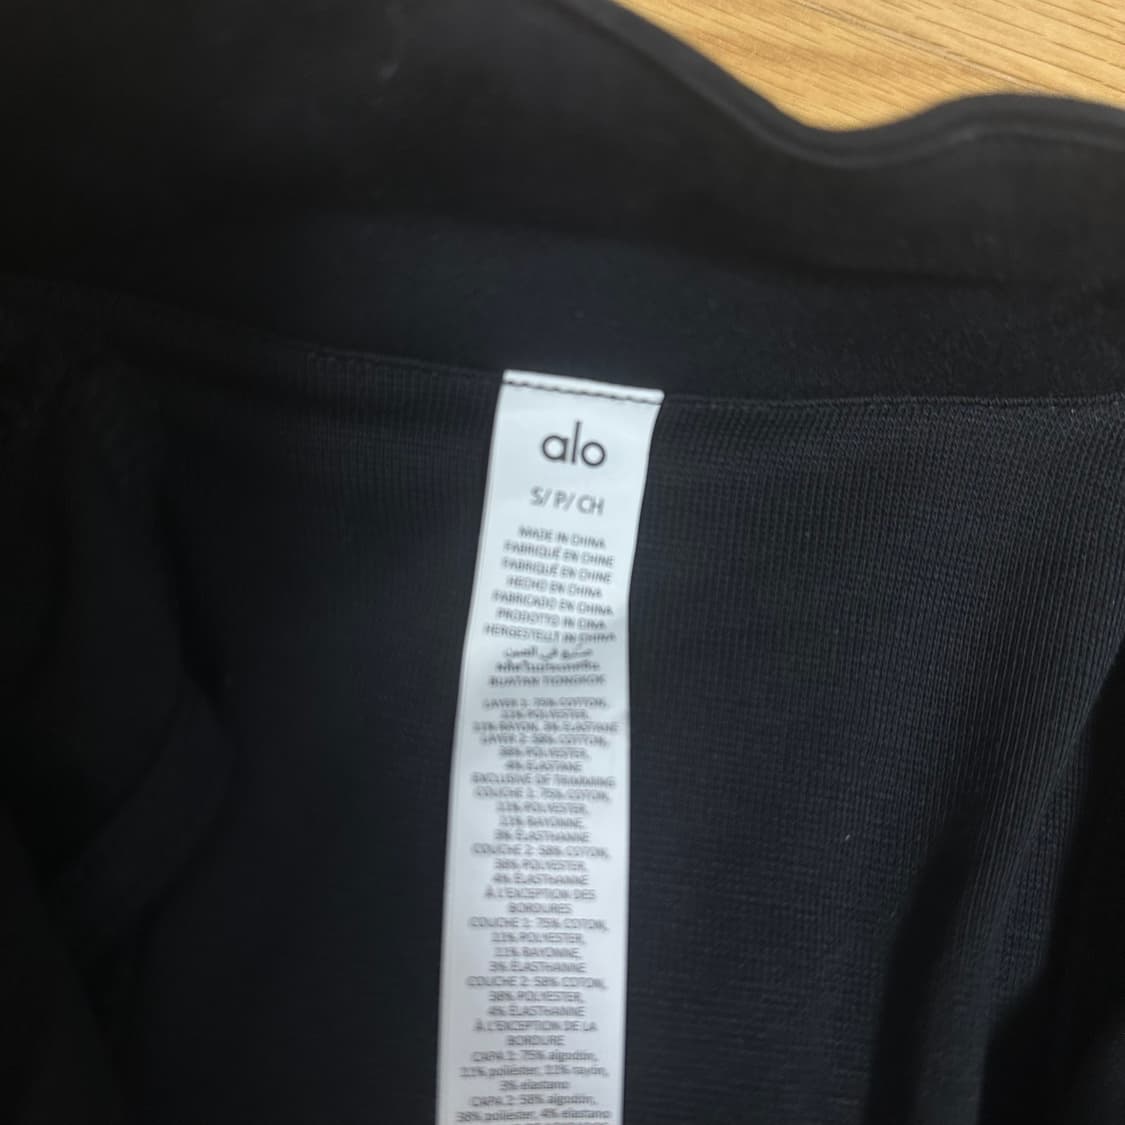 alo
S/ P/ CH
MADE IN CHINA
FABRIQUÉ EN CHINE
FABRIQUÉ EN CHINE
HECHO EN CHINA
FABRICADO EN CHINA
PRODOTTO IN CINA
HERGESTELLT IN CHINA
صنع في الصين
BUATAN TIONGKOK
LAYER 1: 75% COTTON,
11% POLYESTER,
11% RAYON, 3% ELASTANE
LAYER 2: 58% COTTON,
38% POLYESTER,
4% ELASTANE
EXCLUSIVE OF TRIMMING
COUCHE 1: 75% COTON,
11% POLYESTER,
11% RAYONNE,
3% ÉLASTHANNE
COUCHE 2: 58% COTON,
38% POLYESTER,
4% ÉLASTHANNE
À L'EXCEPTION DES
BORDURES
COUCHE 1: 75% COTON,
11% POLYESTER,
11% RAYONNE,
3% ÉLASTHANNE
COUCHE 2: 58% COTON,
38% POLYESTER,
4% ÉLASTHANNE
À L'EXCEPTION DE LA
BORDURE
CAPA 1: 75% algodón,
11% poliéster, 11% rayón,
3% elastano
CAPA 2: 58% algodón,
38% poliéster, 4% elastano